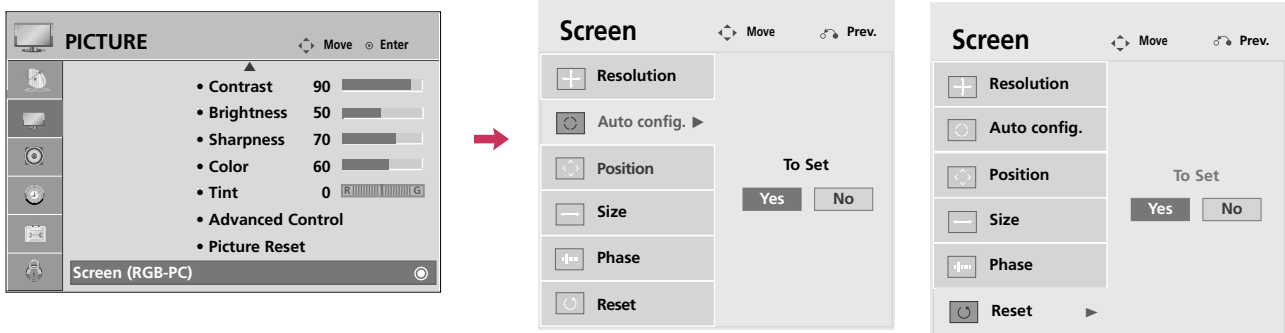 PICTURE
Move Enter
• Contrast 90
• Brightness 50
• Sharpness 70
• Color 60
• Tint 0 R G
• Advanced Control
• Picture Reset
Screen (RGB-PC)
Screen
Move Prev.
Resolution
Auto config.
Position
Size
Phase
Reset
To Set
Yes No
Screen
Move Prev.
Resolution
Auto config.
Position
Size
Phase
Reset
To Set
Yes No